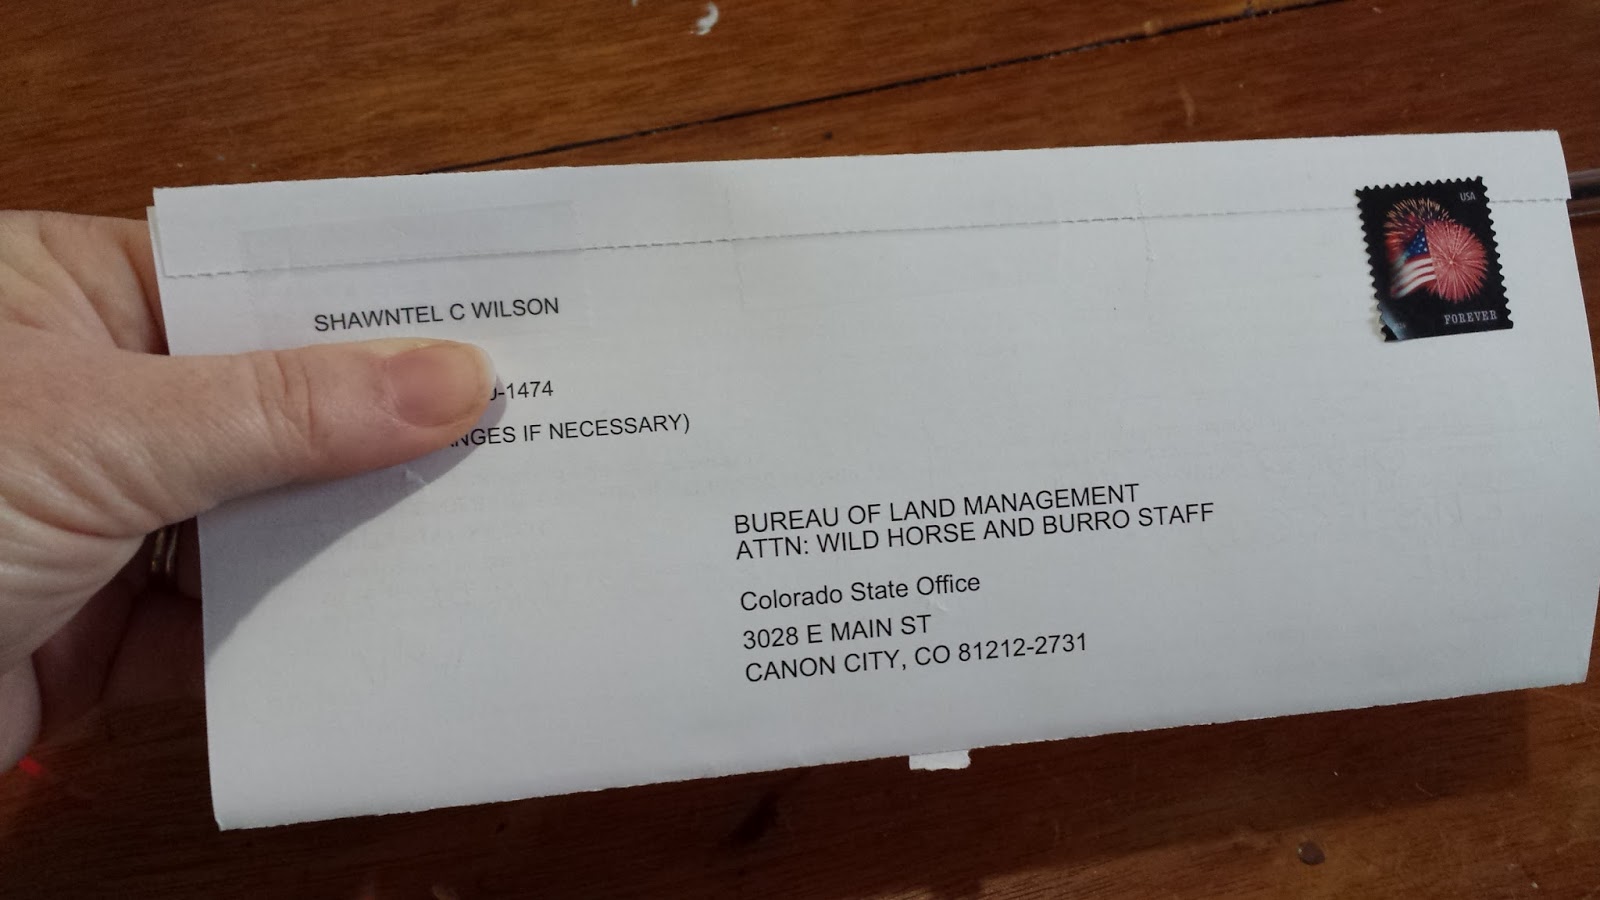 USA
FOREVER
SHAWNTEL C WILSON
-1474
IF NECESSARY)
BUREAU OF LAND MANAGEMENT
ATTN: WILD HORSE AND BURRO STAFF
Colorado State Office
3028 E MAIN ST
CANON CITY, CO 81212-2731